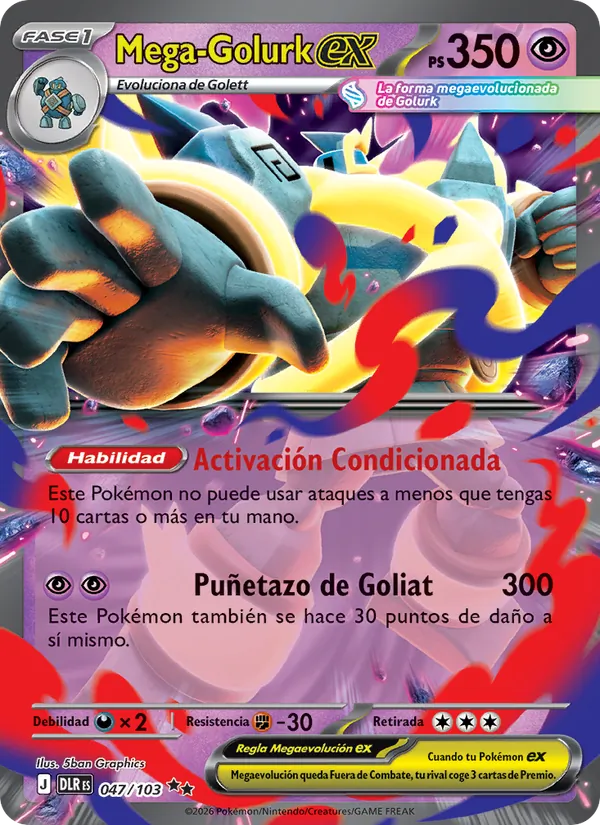 FASE 1
Mega-Golurk ex
PS 350
Evoluciona de Golett
La forma megaevolucionada
de Golurk
Habilidad Activación Condicionada
Este Pokémon no puede usar ataques a menos que tengas
10 cartas o más en tu mano.
Puñetazo de Goliat 300
Este Pokémon también se hace 30 puntos de daño a
sí mismo.
Debilidad ×2 Resistencia -30 Retirada
Regla Megaevolución ex Cuando tu Pokémon ex
Megaevolución queda Fuera de Combate, tu rival coge 3 cartas de Premio.
Ilus. 5ban Graphics
J DLR ES 047/103 ★★
©2026 Pokémon/Nintendo/Creatures/GAME FREAK